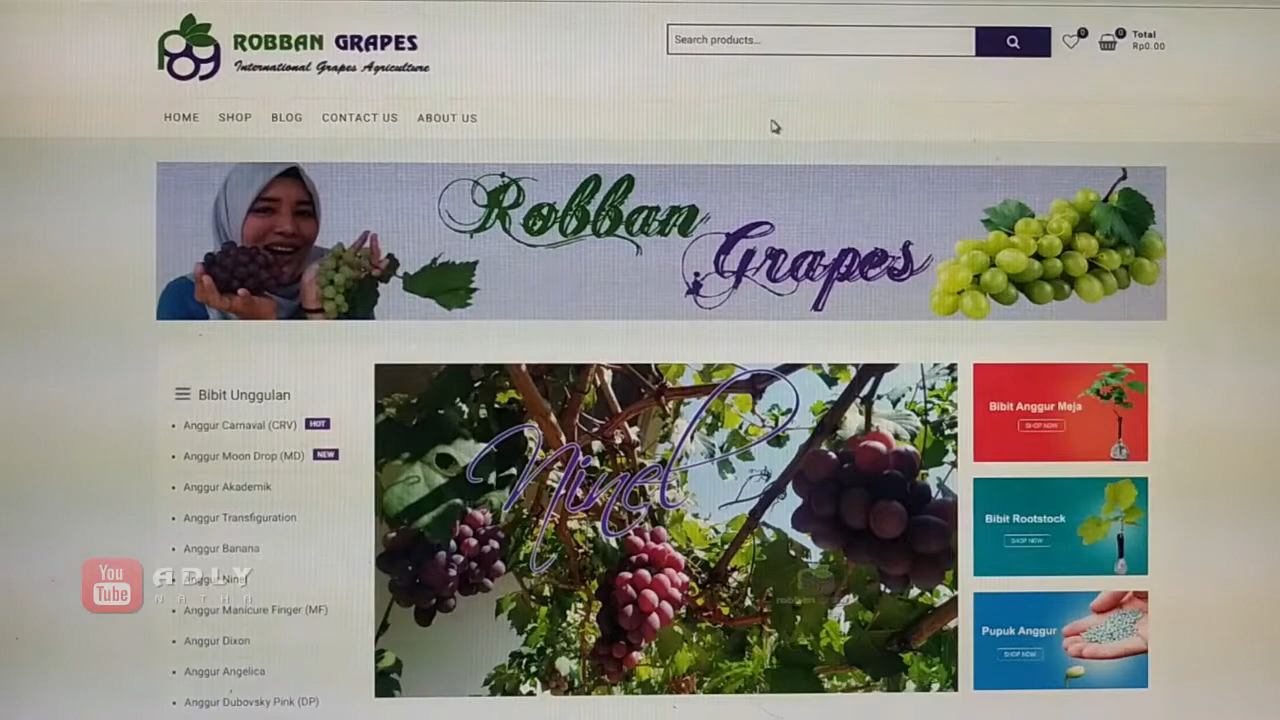 ROBBAN GRAPES
International Grapes Agriculture
Search products...
0
0
Total
Rp0.00
HOME SHOP BLOG CONTACT US ABOUT US
Robban
Grapes
Bibit Unggulan
Anggur Carnaval (CRV) HOT
Anggur Moon Drop (MD) NEW
Anggur Akademik
Anggur Transfiguration
Anggur Banana
Anggur Ninel
Anggur Manicure Finger (MF)
Anggur Dixon
Anggur Angelica
Anggur Dubovsky Pink (DP)
Ninel
robban
Bibit Anggur Meja
SHOP NOW
Bibit Rootstock
SHOP NOW
Pupuk Anggur
SHOP NOW
You
Tube
ADLY
NATHA